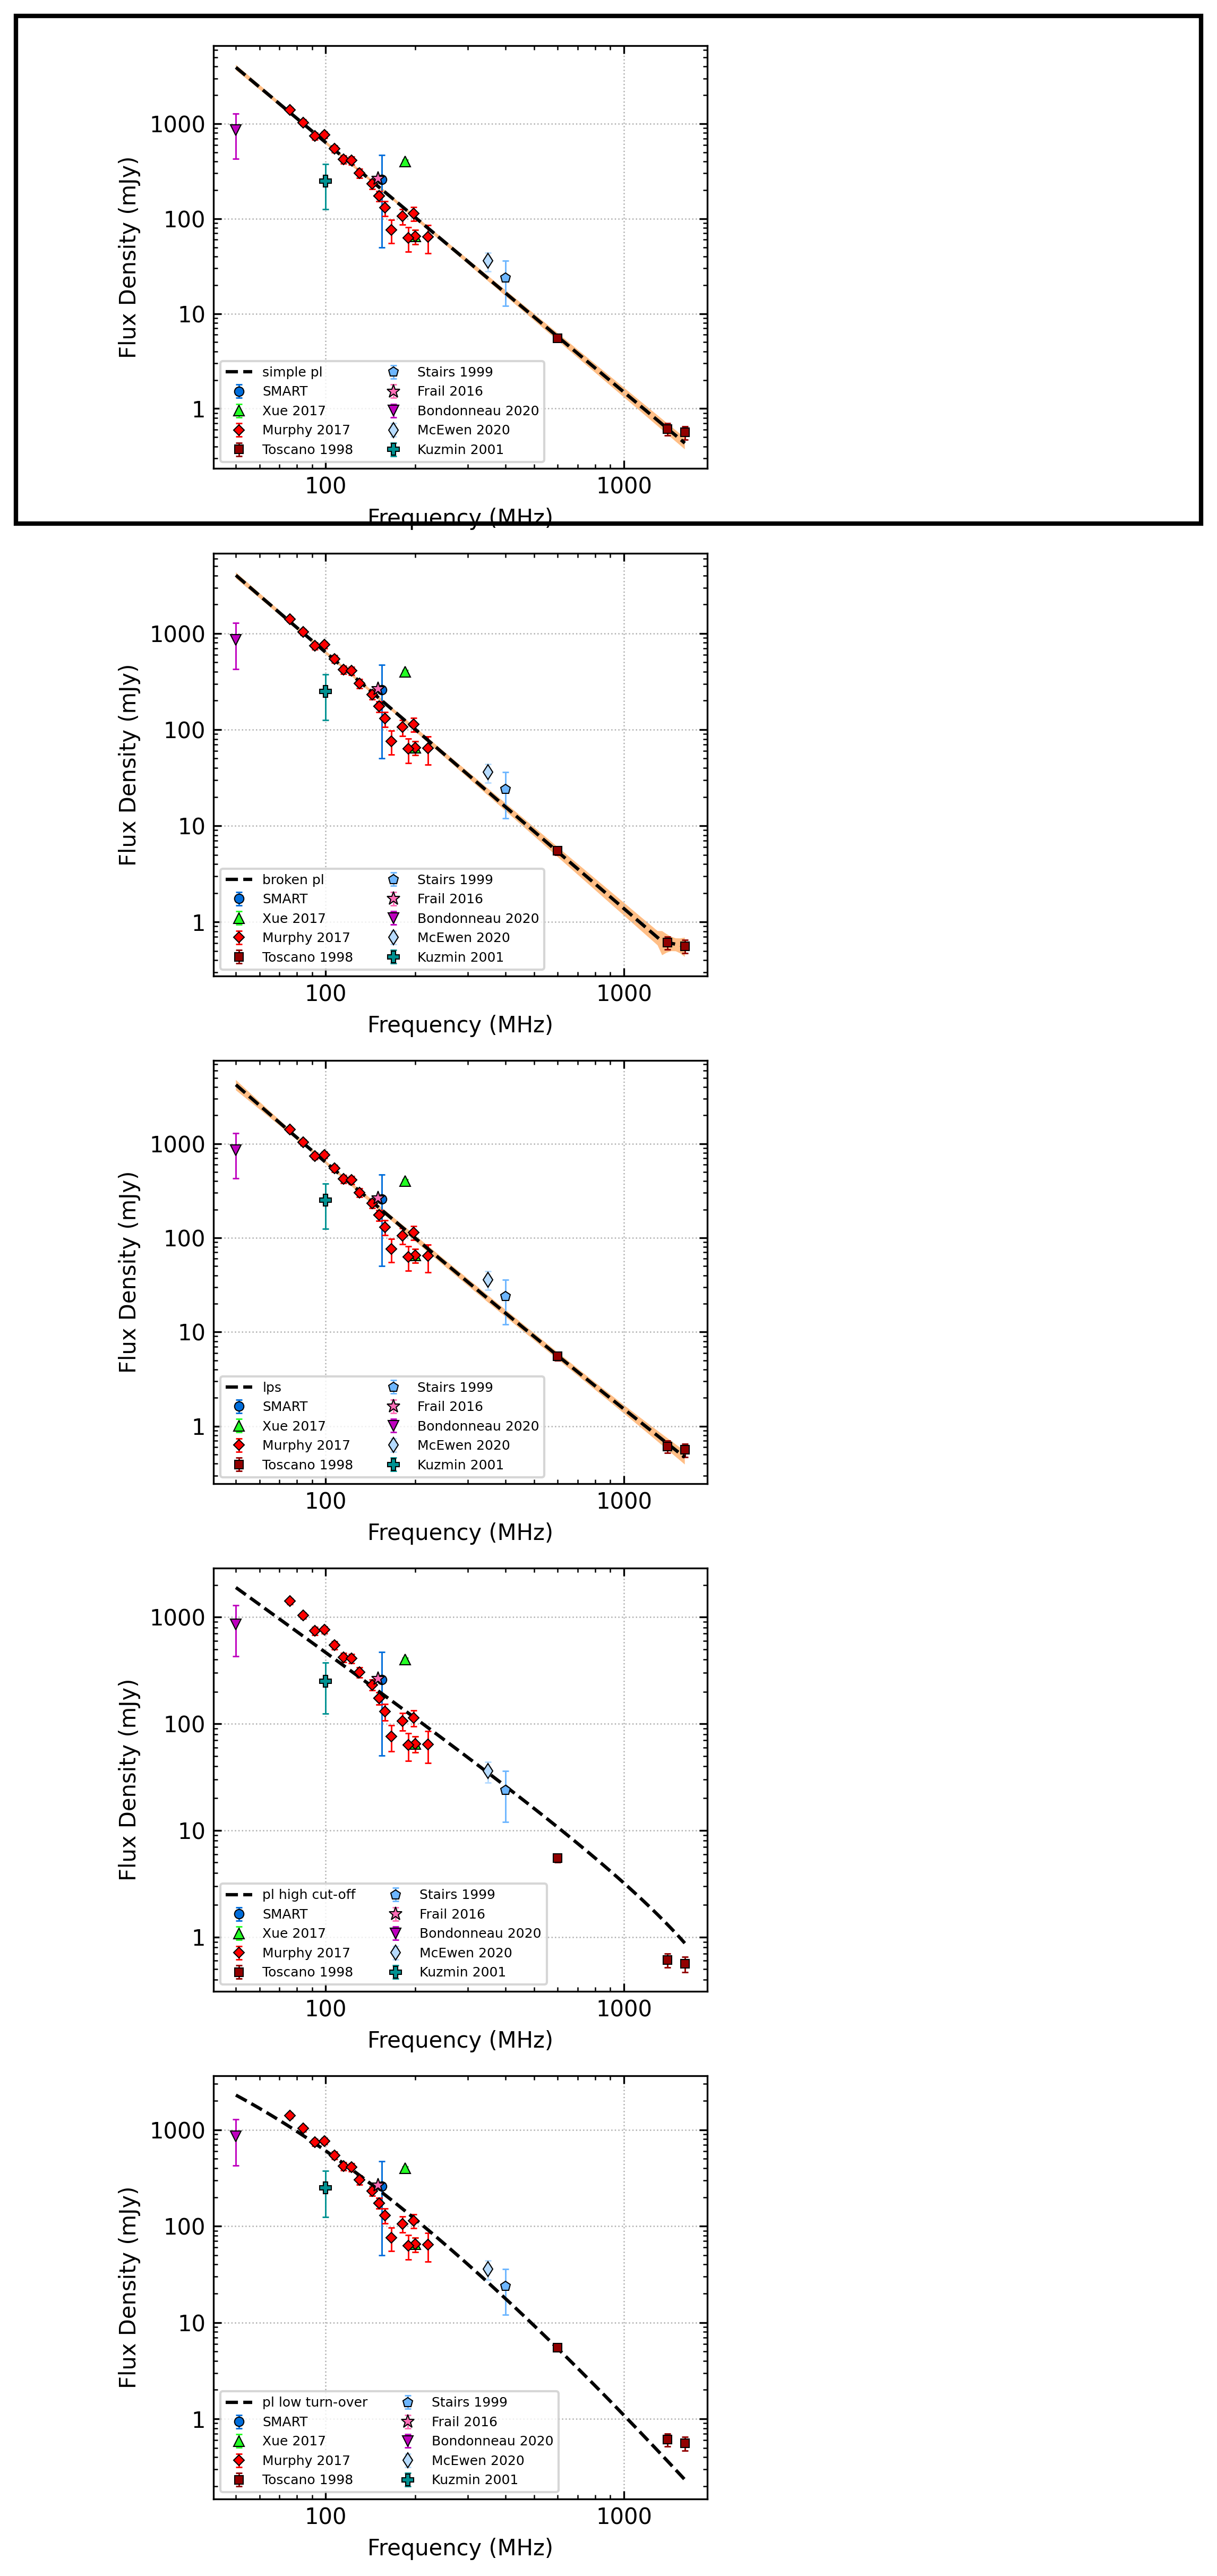 Flux Density (mJy)
1000
100
10
1
simple pl
SMART
Xue 2017
Murphy 2017
Toscano 1998
Stairs 1999
Frail 2016
Bondonneau 2020
McEwen 2020
Kuzmin 2001
100
1000
Frequency (MHz)
Flux Density (mJy)
1000
100
10
1
broken pl
SMART
Xue 2017
Murphy 2017
Toscano 1998
Stairs 1999
Frail 2016
Bondonneau 2020
McEwen 2020
Kuzmin 2001
100
1000
Frequency (MHz)
Flux Density (mJy)
1000
100
10
1
lps
SMART
Xue 2017
Murphy 2017
Toscano 1998
Stairs 1999
Frail 2016
Bondonneau 2020
McEwen 2020
Kuzmin 2001
100
1000
Frequency (MHz)
Flux Density (mJy)
1000
100
10
1
pl high cut-off
SMART
Xue 2017
Murphy 2017
Toscano 1998
Stairs 1999
Frail 2016
Bondonneau 2020
McEwen 2020
Kuzmin 2001
100
1000
Frequency (MHz)
Flux Density (mJy)
1000
100
10
1
pl low turn-over
SMART
Xue 2017
Murphy 2017
Toscano 1998
Stairs 1999
Frail 2016
Bondonneau 2020
McEwen 2020
Kuzmin 2001
100
1000
Frequency (MHz)